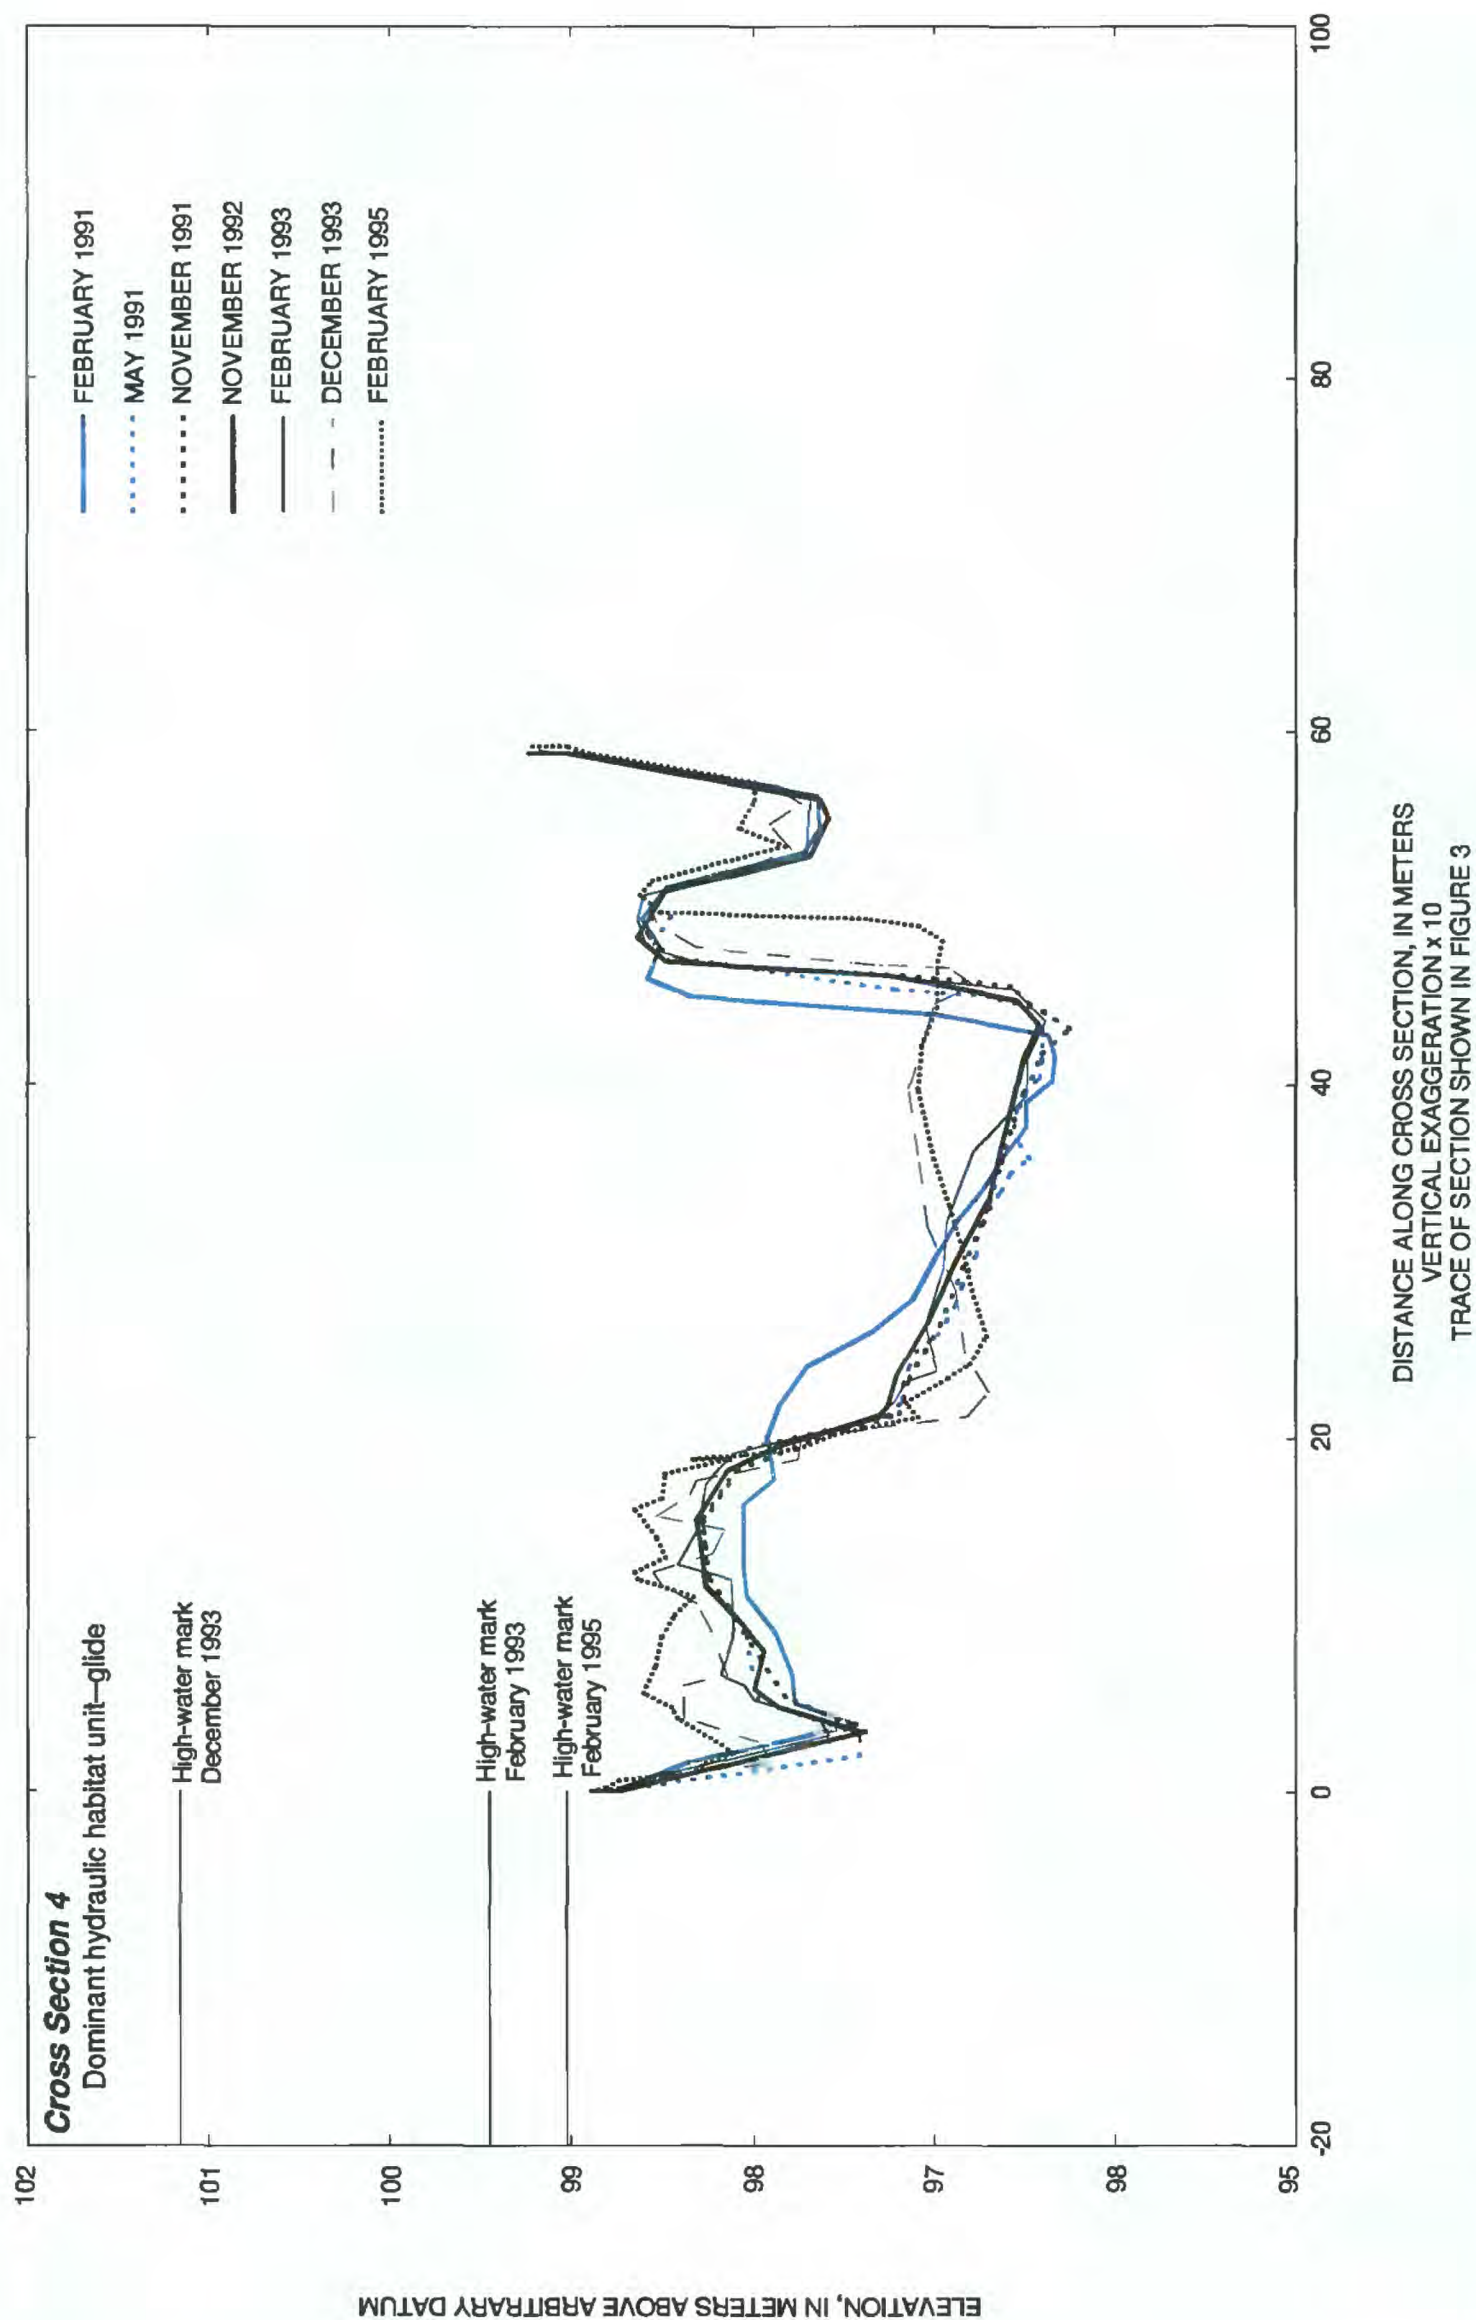 Cross Section 4
Dominant hydraulic habitat unit—glide
High-water mark
December 1993
High-water mark
February 1993
High-water mark
February 1995
FEBRUARY 1991
MAY 1991
NOVEMBER 1991
NOVEMBER 1992
FEBRUARY 1993
DECEMBER 1993
FEBRUARY 1995
ELEVATION, IN METERS ABOVE ARBITRARY DATUM
102
101
100
99
98
97
98
95
-20
0
20
40
60
80
100
DISTANCE ALONG CROSS SECTION, IN METERS
VERTICAL EXAGGERATION x 10
TRACE OF SECTION SHOWN IN FIGURE 3